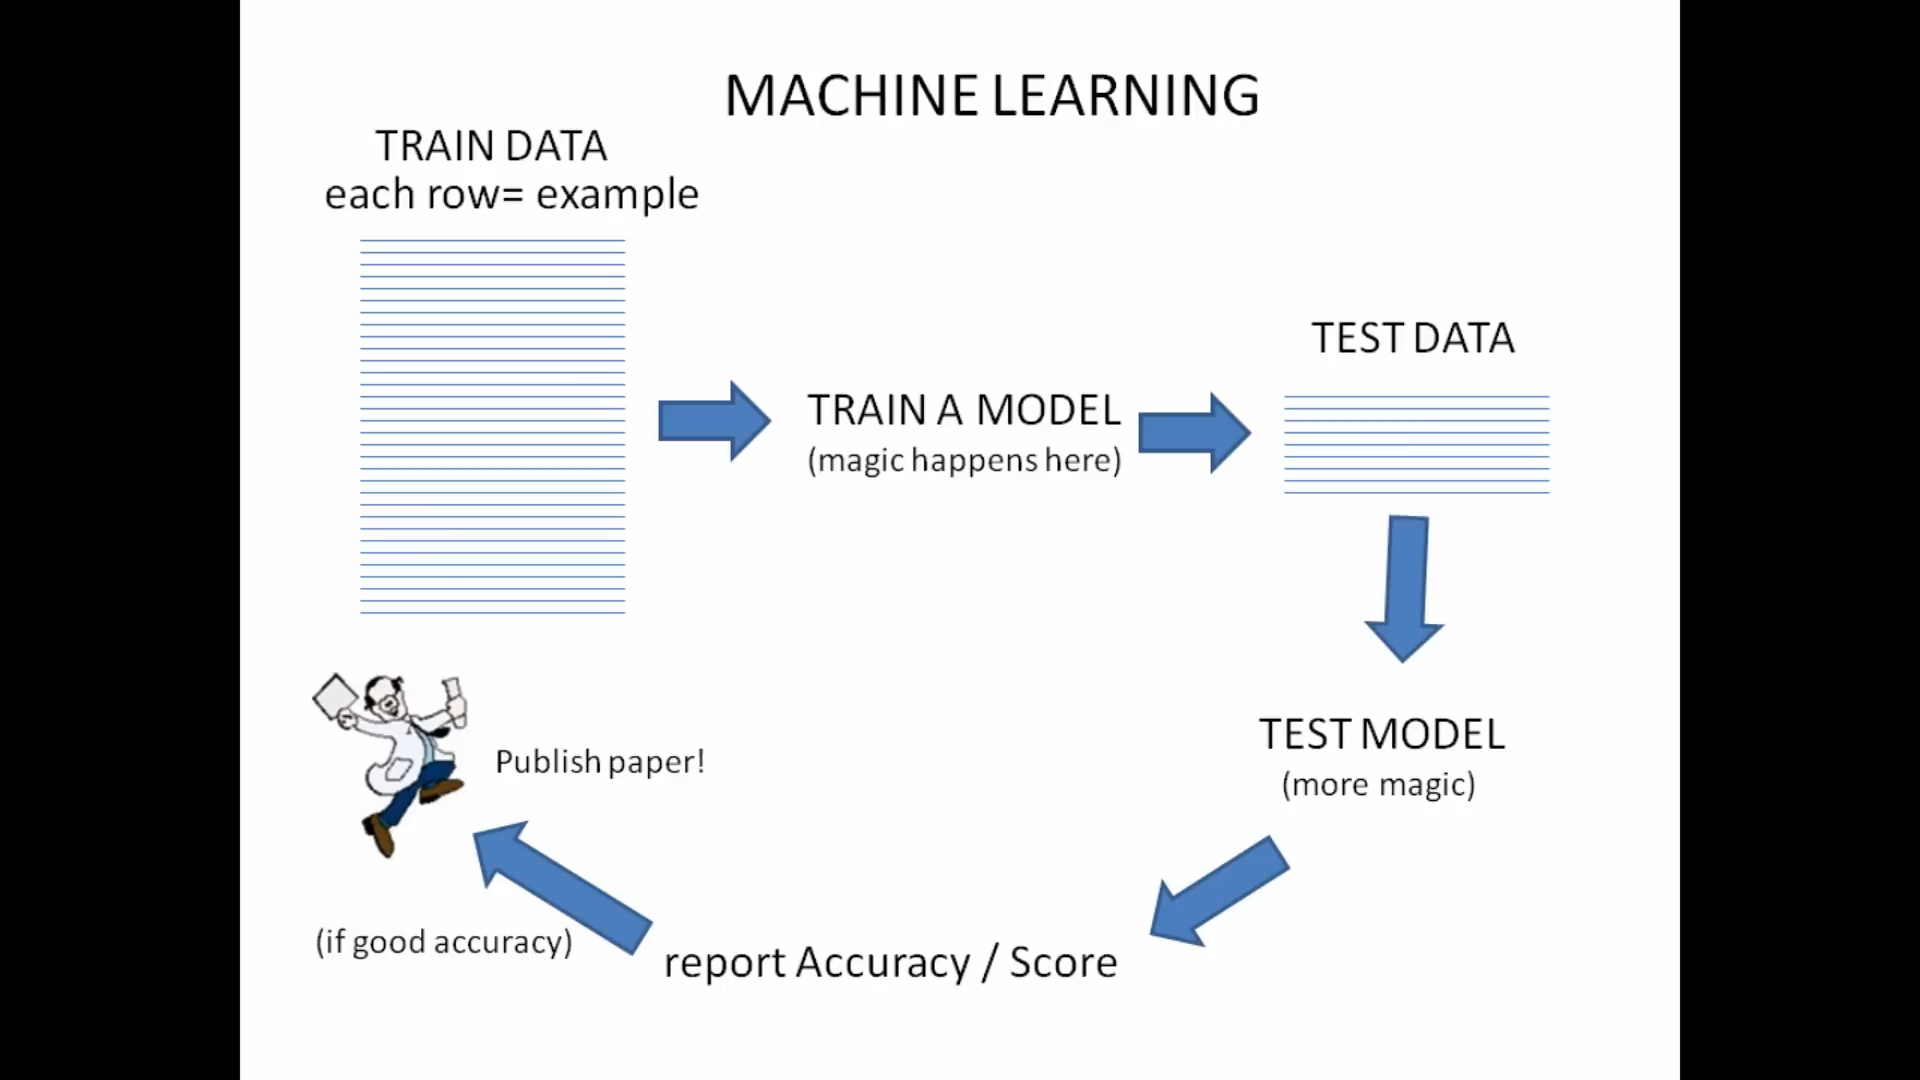 MACHINE LEARNING
TRAIN DATA
each row= example
TRAIN A MODEL
(magic happens here)
TEST DATA
TEST MODEL
(more magic)
report Accuracy / Score
(if good accuracy)
Publish paper!